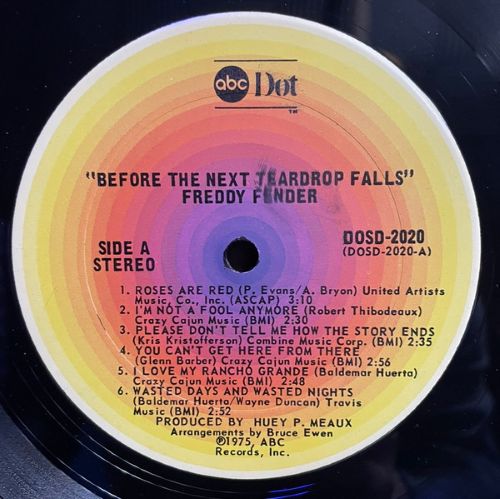 abc Dot
TM
"BEFORE THE NEXT TEARDROP FALLS"
FREDDY FENDER
SIDE A
STEREO
DOSD-2020
(DOSD-2020-A)
1. ROSES ARE RED (P. Evans/A. Bryon) United Artists
Music, Co., Inc. (ASCAP) 3:10
2. I'M NOT A FOOL ANYMORE (Robert Thibodeaux)
Crazy Cajun Music (BMI) 2:30
3. PLEASE DON'T TELL ME HOW THE STORY ENDS
(Kris Kristofferson) Combine Music Corp. (BMI) 2:35
4. YOU CAN'T GET HERE FROM THERE
(Glenn Barber) Crazy Cajun Music (BMI) 2:56
5. I LOVE MY RANCHO GRANDE (Baldemar Huerta)
Crazy Cajun Music (BMI) 2:48
6. WASTED DAYS AND WASTED NIGHTS
(Baldemar Huerta/Wayne Duncan) Travis
Music (BMI) 2:52
PRODUCED BY HUEY P. MEAUX
Arrangements by Bruce Ewen
℗1975, ABC
Records, Inc.